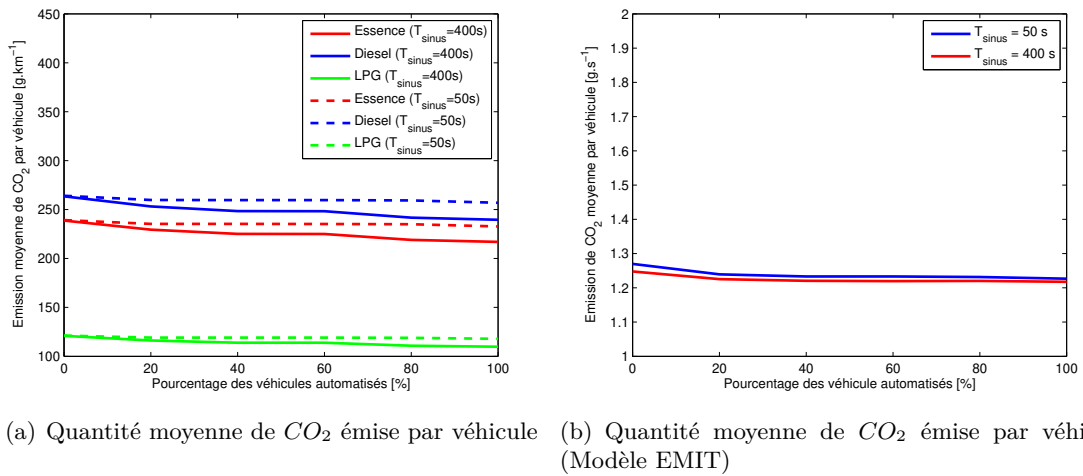 450
400
350
300
250
200
150
100
Emission moyenne de CO2 par véhicule [g.km−1]
0 20 40 60 80 100
Pourcentage des véhicules automatisés [%]
Essence (Tsinus=400s)
Diesel (Tsinus=400s)
LPG (Tsinus=400s)
Essence (Tsinus=50s)
Diesel (Tsinus=50s)
LPG (Tsinus=50s)
2
1.9
1.8
1.7
1.6
1.5
1.4
1.3
1.2
1.1
1
Emission de CO2 moyenne par véhicule [g.s−1]
0 20 40 60 80 100
Pourcentage des véhicule automatisés [%]
Tsinus = 50 s
Tsinus = 400 s
(a) Quantité moyenne de CO2 émise par véhicule
(b) Quantité moyenne de CO2 émise par véhi
(Modèle EMIT)